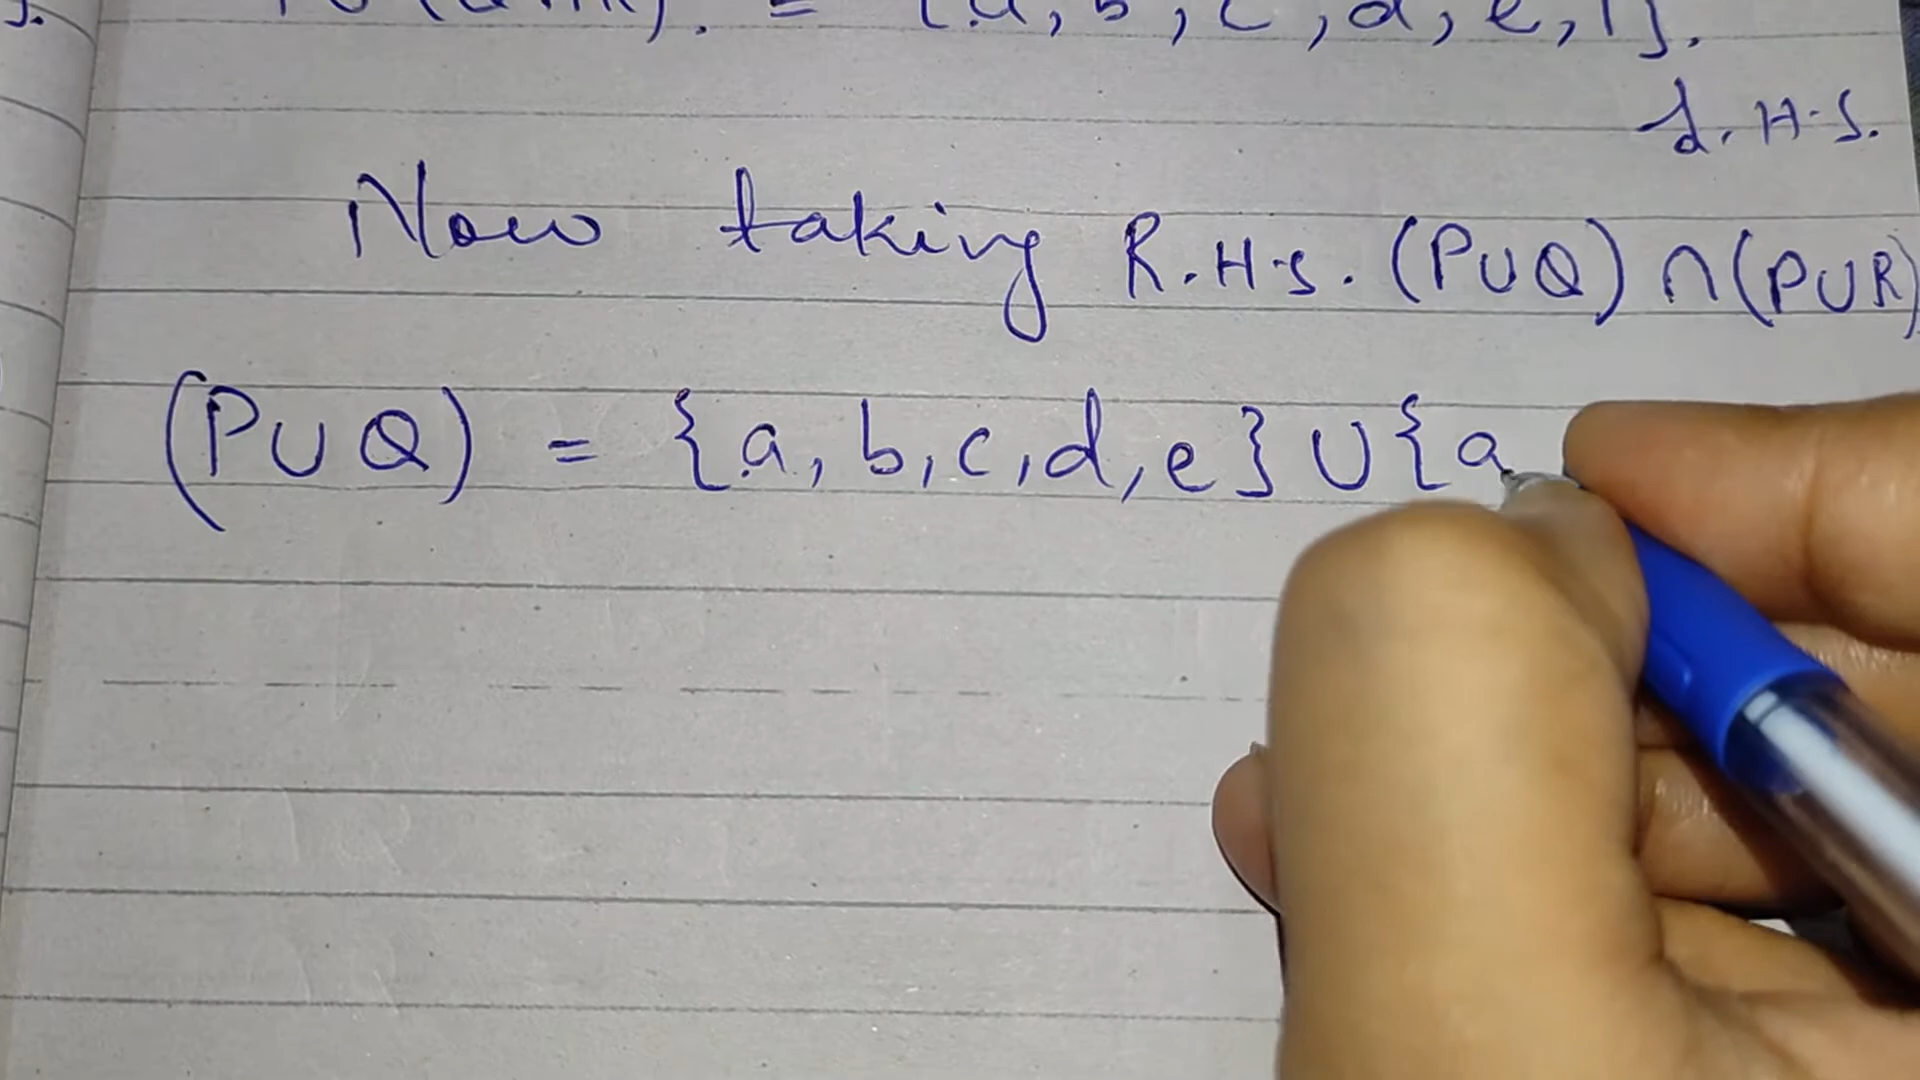 = {a, b, c, d, e, f}.
L.H.S.
Now taking R.H.S. (P∪Q) ∩ (P∪R)
(P∪Q) = {a, b, c, d, e} ∪ {a